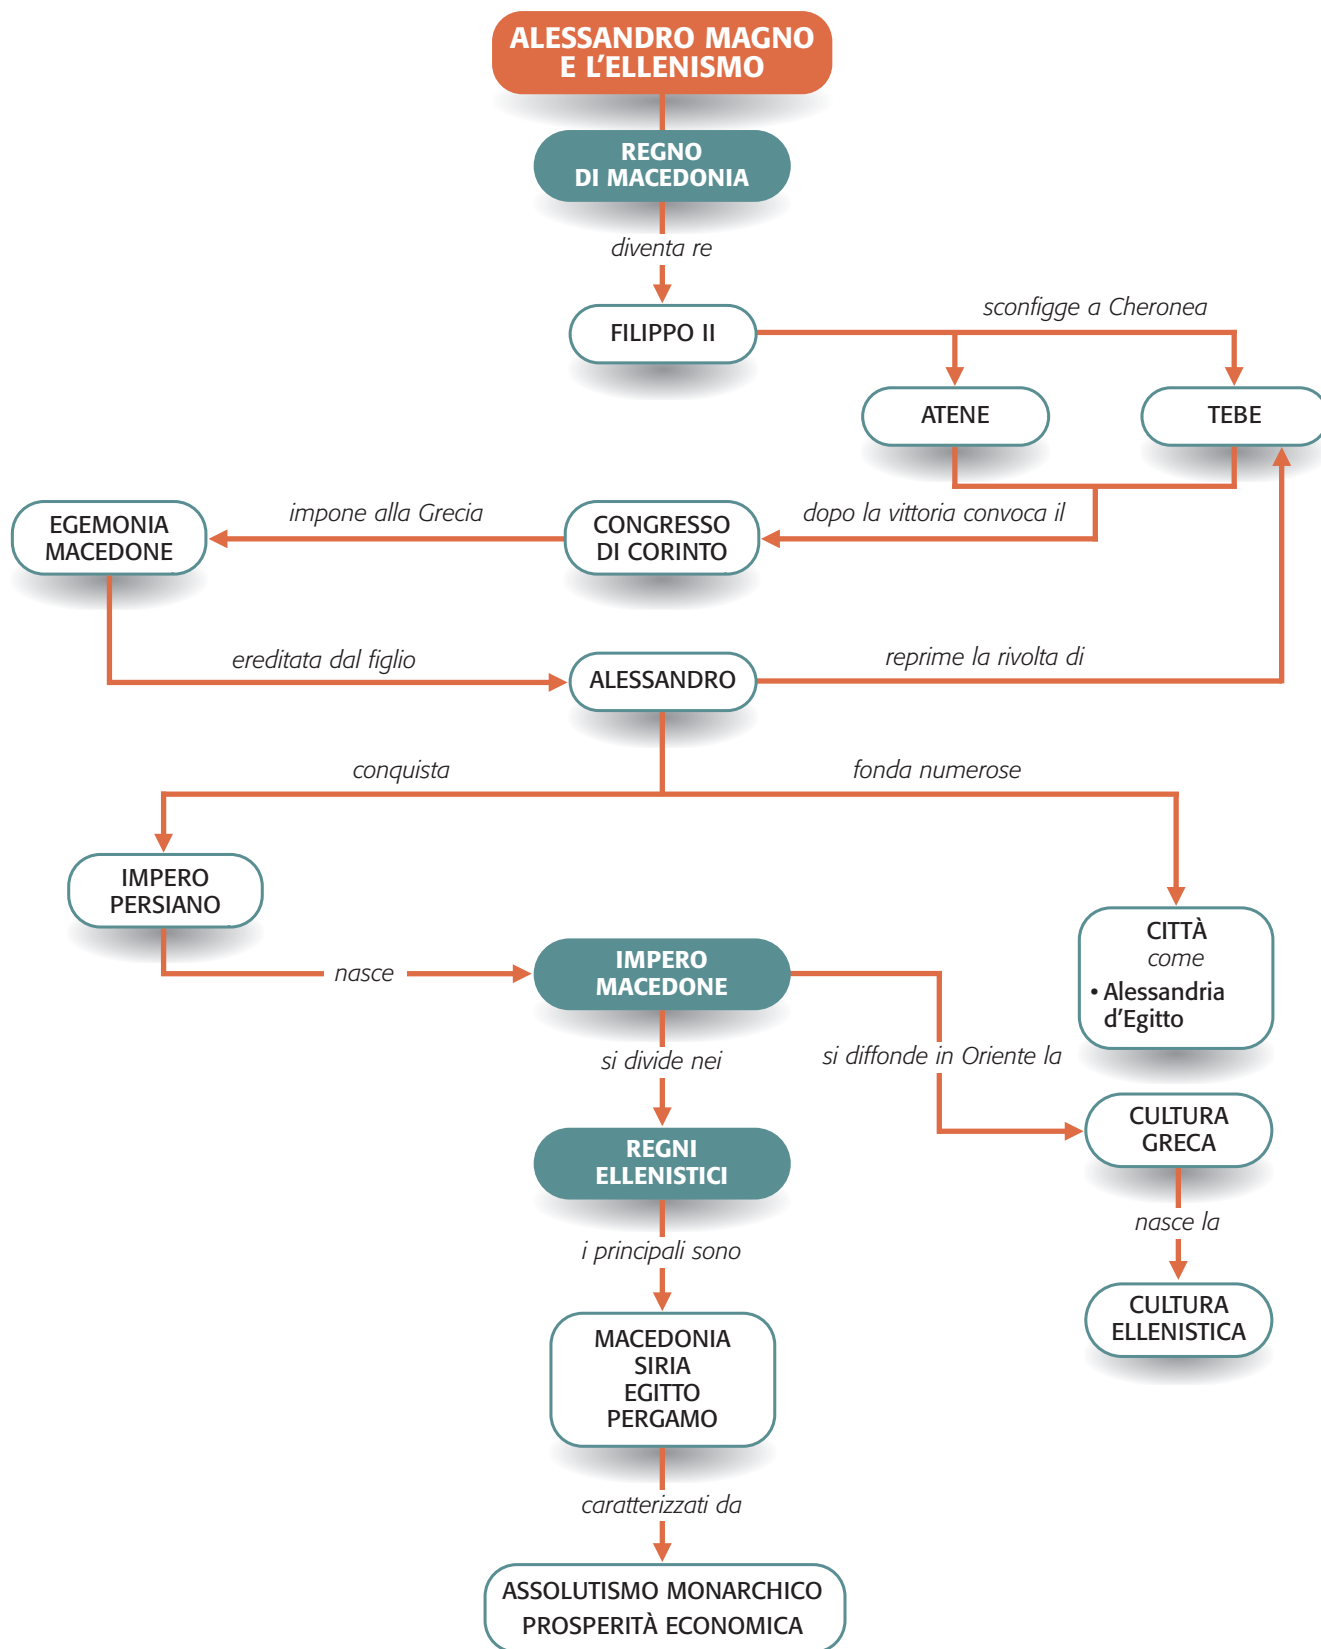 ALESSANDRO MAGNO
E L'ELLENISMO
REGNO
DI MACEDONIA
diventa re
FILIPPO II
sconfigge a Cheronea
ATENE
TEBE
dopo la vittoria convoca il
CONGRESSO
DI CORINTO
impone alla Grecia
EGEMONIA
MACEDONE
ereditata dal figlio
ALESSANDRO
reprime la rivolta di
conquista
fonda numerose
IMPERO
PERSIANO
CITTÀ
come
• Alessandria
d'Egitto
nasce
IMPERO
MACEDONE
si divide nei
si diffonde in Oriente la
CULTURA
GRECA
nasce la
CULTURA
ELLENISTICA
REGNI
ELLENISTICI
i principali sono
MACEDONIA
SIRIA
EGITTO
PERGAMO
caratterizzati da
ASSOLUTISMO MONARCHICO
PROSPERITÀ ECONOMICA